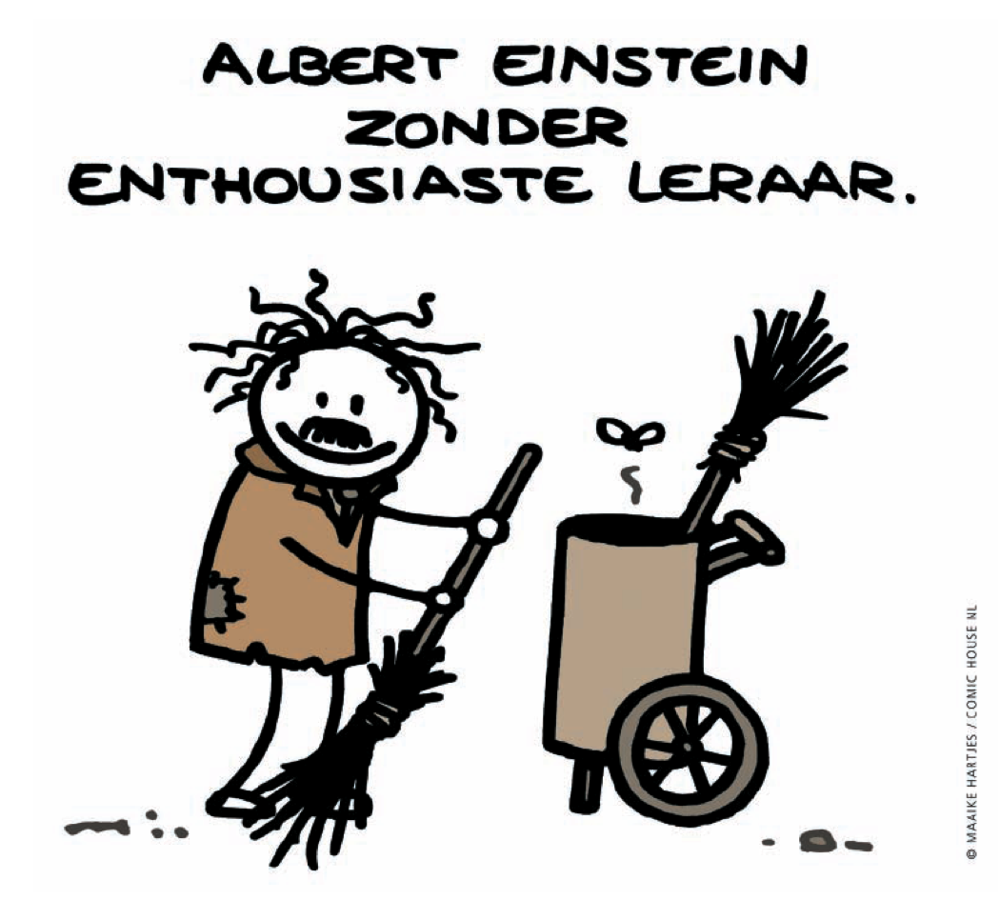 ALBERT EINSTEIN
ZONDER
ENTHOUSIASTE LERAAR.
© MAAIKE HARTJES / COMIC HOUSE NL